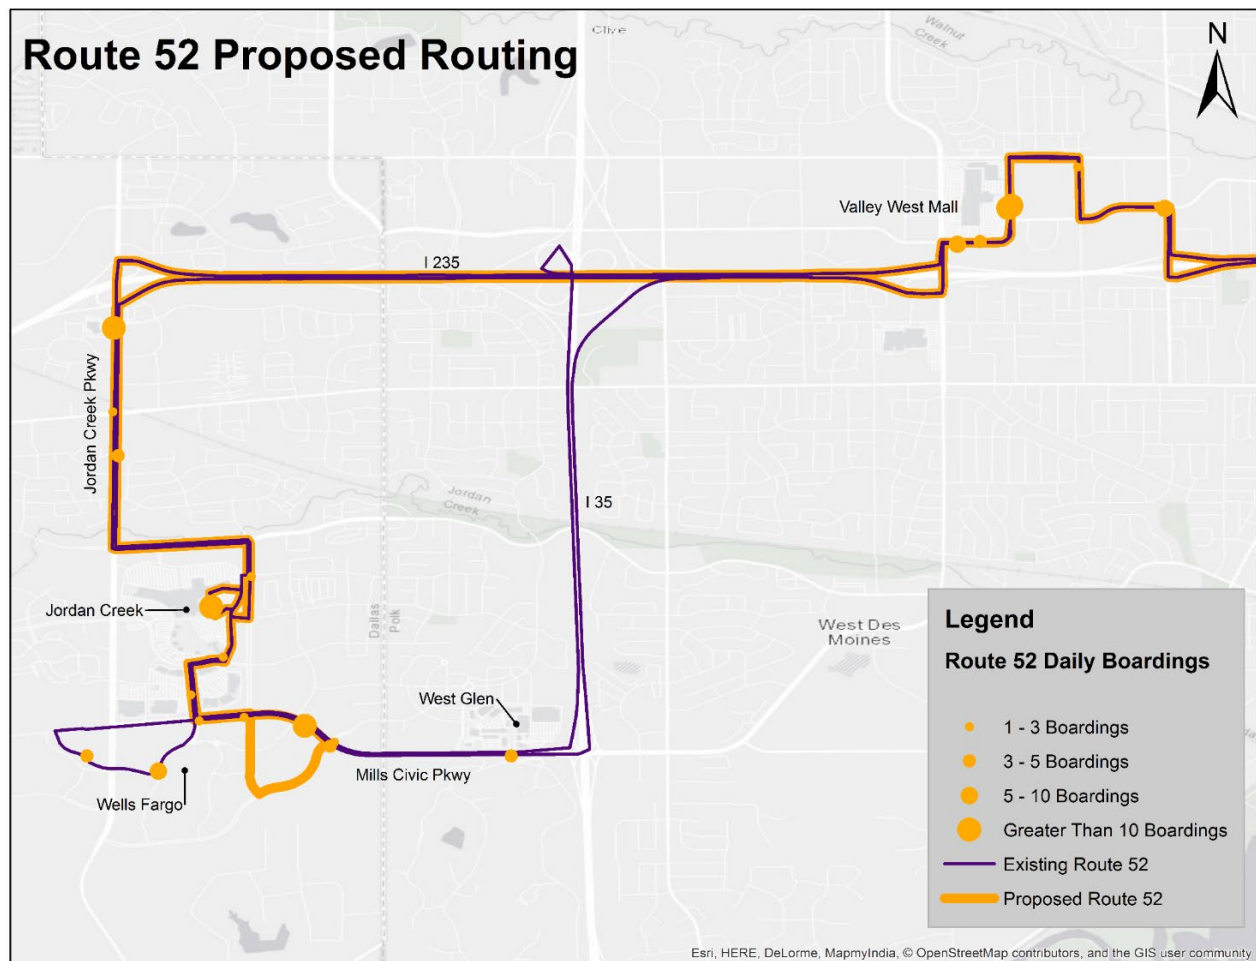 Route 52 Proposed Routing
Clive
Walnut
Creek
N
Valley West Mall
I 235
Jordan Creek Pkwy
Jordan
Creek
I 35
Jordan Creek
Dallas
Polk
West Des
Moines
West Glen
Mills Civic Pkwy
Wells Fargo
Legend
Route 52 Daily Boardings
1 - 3 Boardings
3 - 5 Boardings
5 - 10 Boardings
Greater Than 10 Boardings
Existing Route 52
Proposed Route 52
Esri, HERE, DeLorme, MapmyIndia, © OpenStreetMap contributors, and the GIS user community